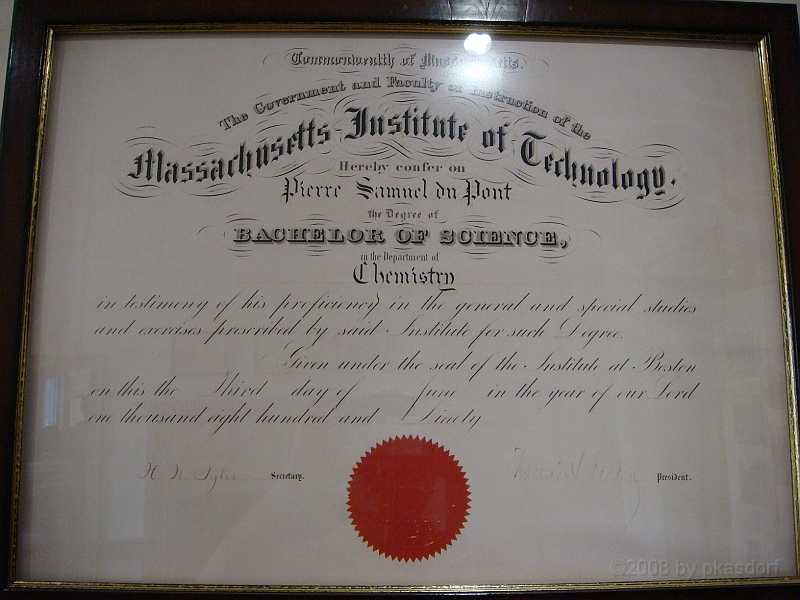 Commonwealth of Massachusetts.
The Government and Faculty of Instruction of the
Massachusetts Institute of Technology.
Hereby confer on
Pierre Samuel du Pont
the Degree of
BACHELOR OF SCIENCE,
in the Department of
Chemistry
in testimony of his proficiency in the general and special studies
and exercises prescribed by said Institute for such Degree.
Given under the seal of the Institute at Boston
on this the Third day of June in the year of our Lord
one thousand eight hundred and Ninety
H. W. Tyler Secretary. President.
©2008 by pkasdorf